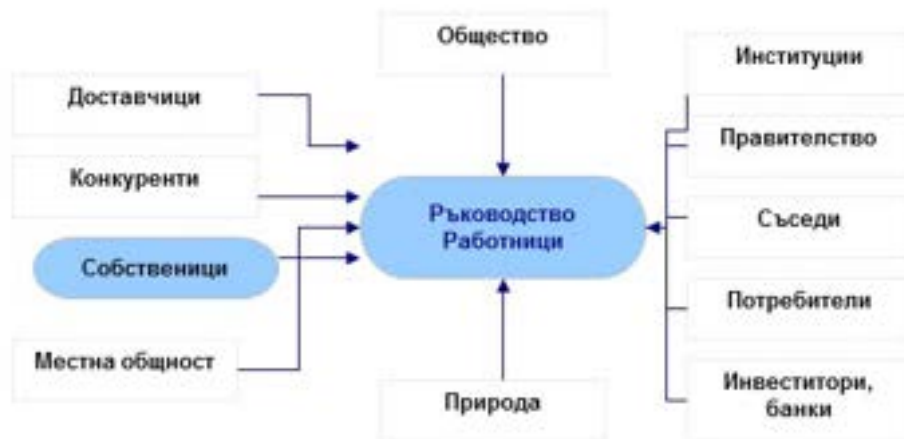 Общество
Доставчици
Конкуренти
Собственици
Местна общност
Ръководство
Работници
Природа
Институции
Правителство
Съседи
Потребители
Инвеститори,
банки